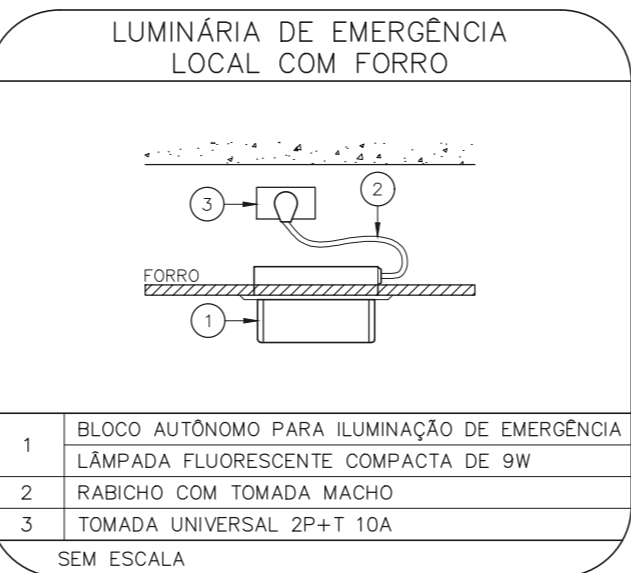 LUMINÁRIA DE EMERGÊNCIA
LOCAL COM FORRO
2
3
FORRO
1
1 BLOCO AUTÔNOMO PARA ILUMINAÇÃO DE EMERGÊNCIA
LÂMPADA FLUORESCENTE COMPACTA DE 9W
2 RABICHO COM TOMADA MACHO
3 TOMADA UNIVERSAL 2P+T 10A
SEM ESCALA